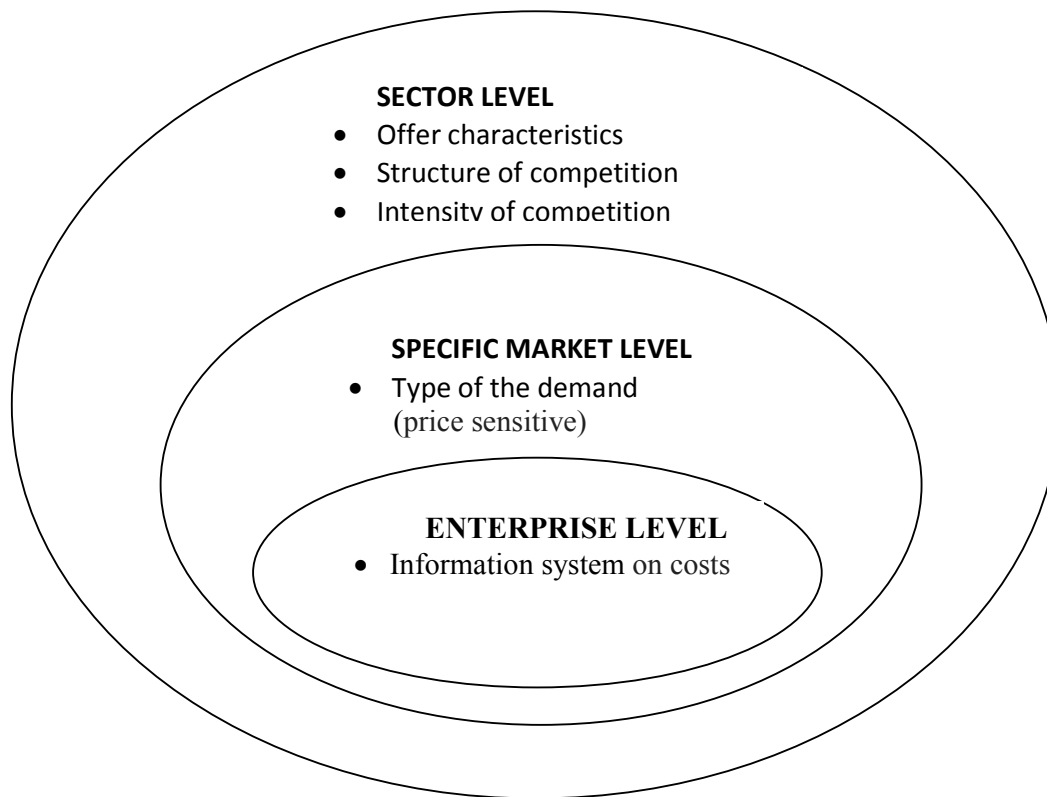 SECTOR LEVEL
• Offer characteristics
• Structure of competition
• Intensity of competition
SPECIFIC MARKET LEVEL
• Type of the demand
(price sensitive)
ENTERPRISE LEVEL
• Information system on costs